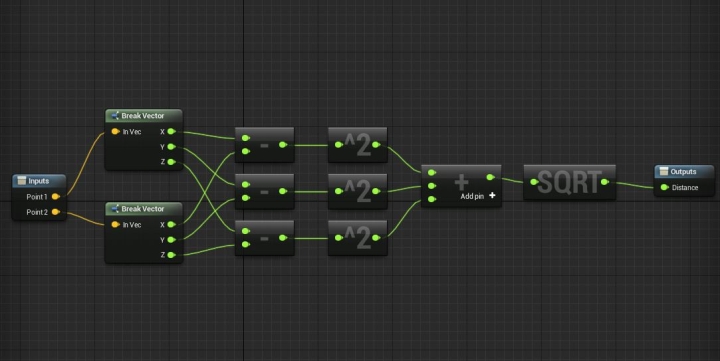 Inputs
Point 1
Point 2
Break Vector
In Vec
X
Y
Z
Break Vector
In Vec
X
Y
Z
-
-
-
^2
^2
^2
+
Add pin +
SQRT
Outputs
Distance